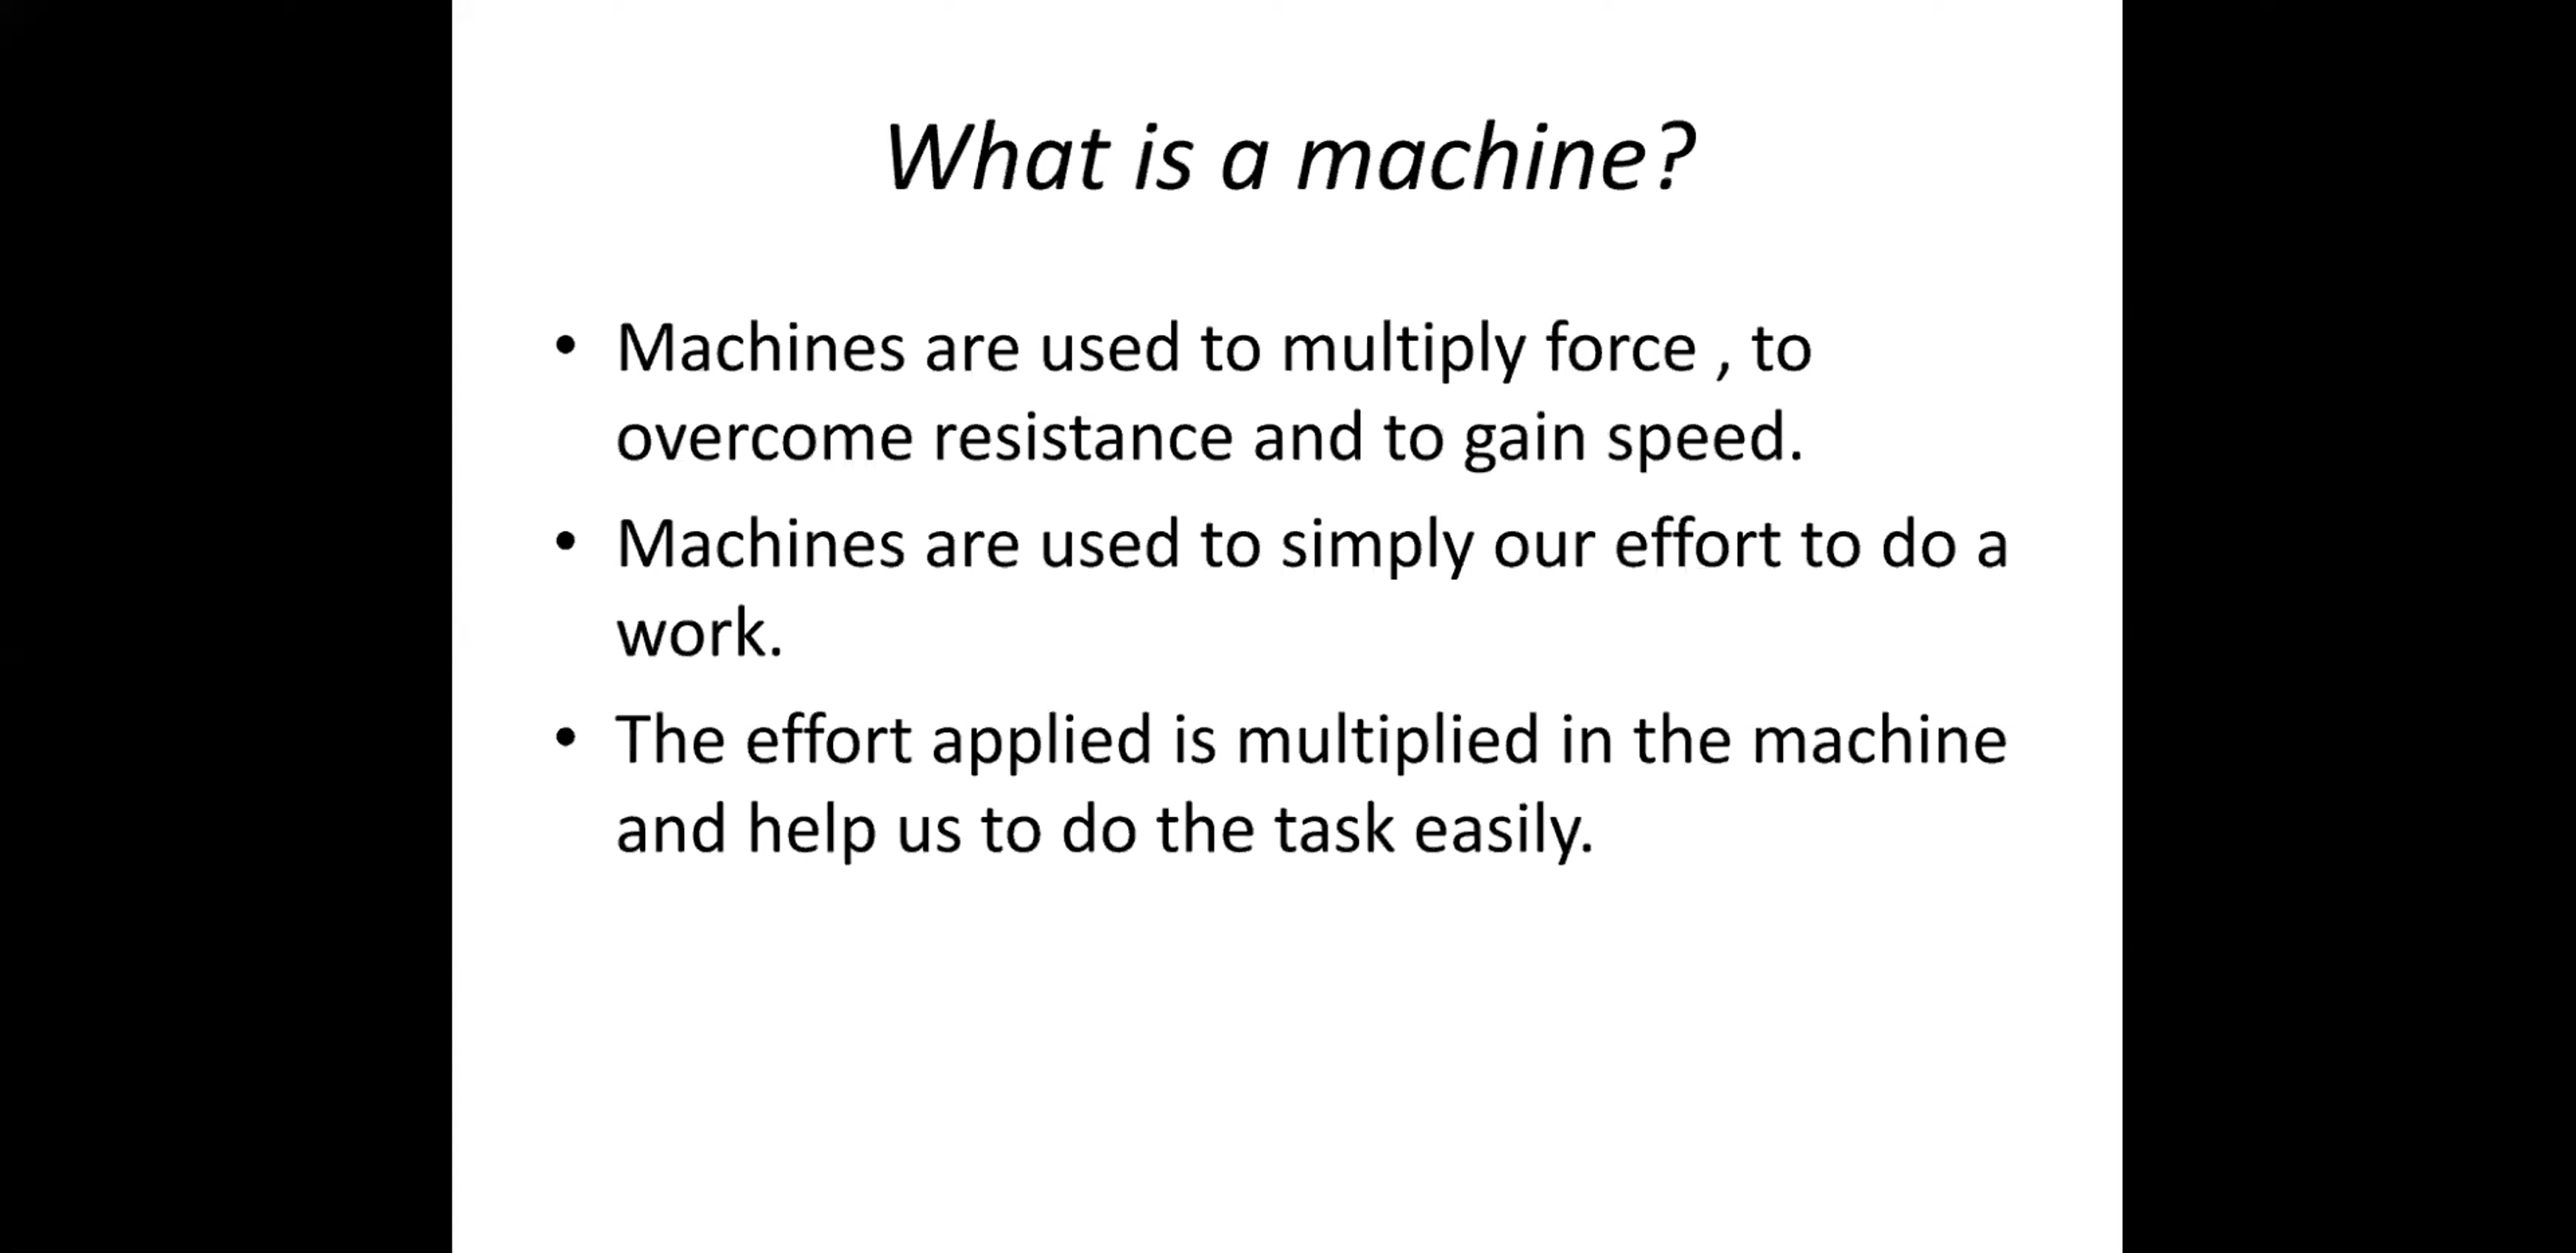 What is a machine?
• Machines are used to multiply force , to
overcome resistance and to gain speed.
• Machines are used to simply our effort to do a
work.
• The effort applied is multiplied in the machine
and help us to do the task easily.